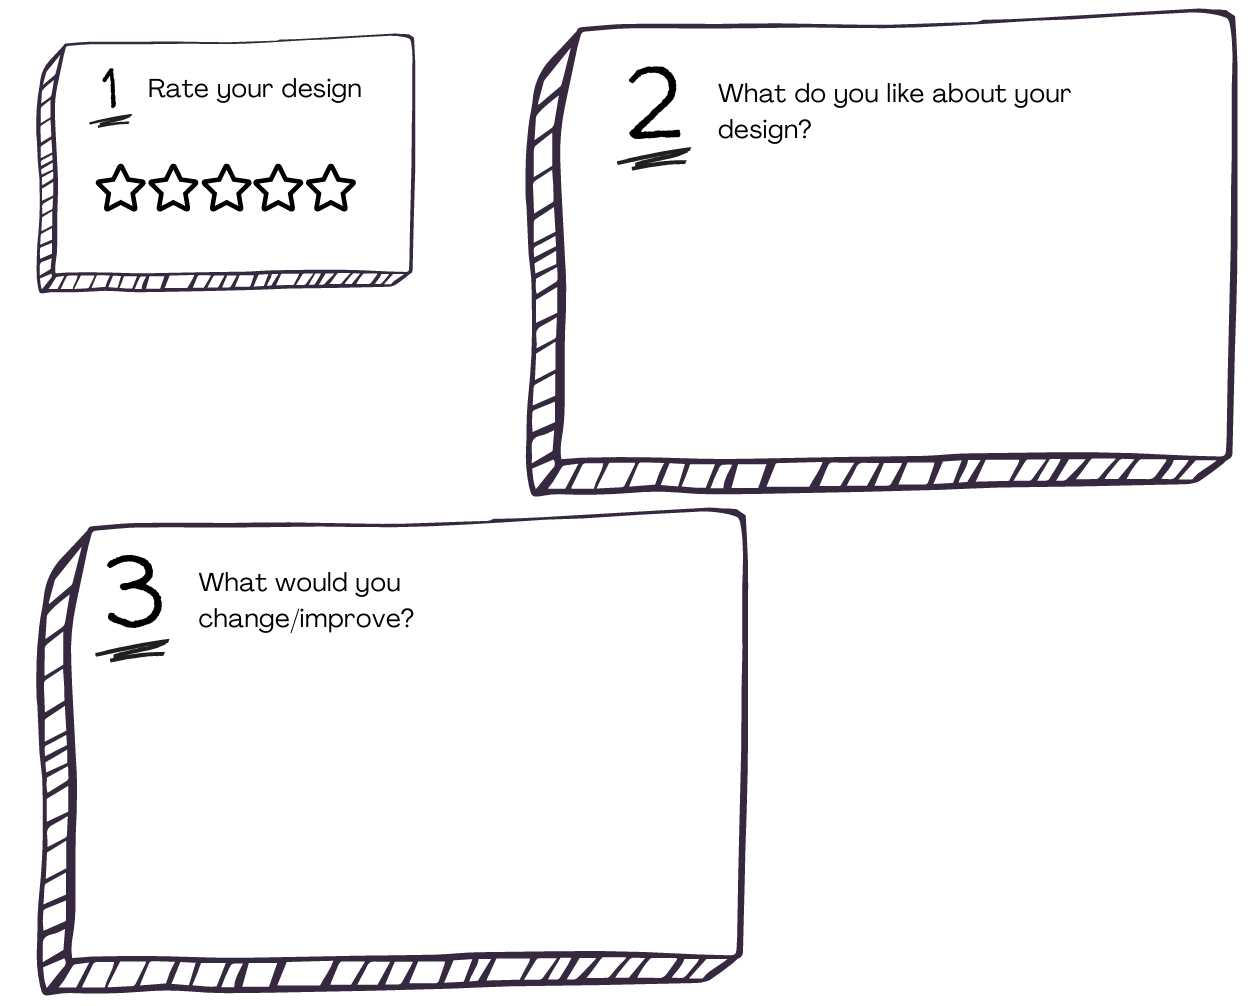 1
Rate your design
2
What do you like about your
design?
3
What would you
change/improve?